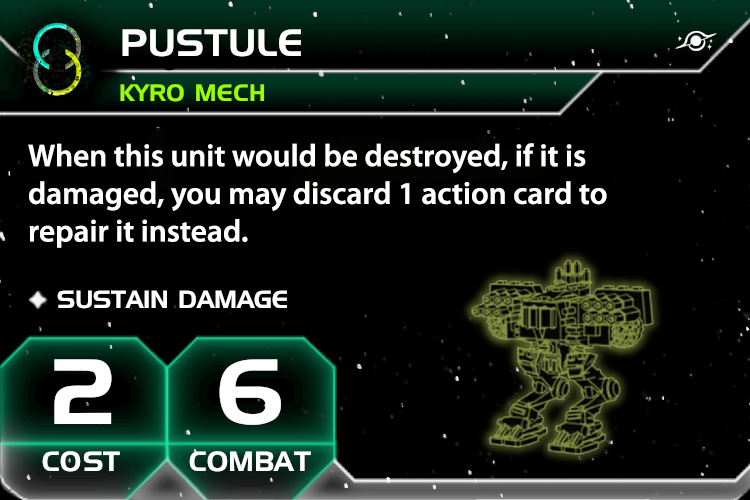 PUSTULE
KYRO MECH
When this unit would be destroyed, if it is
damaged, you may discard 1 action card to
repair it instead.
SUSTAIN DAMAGE
2 6
COST COMBAT